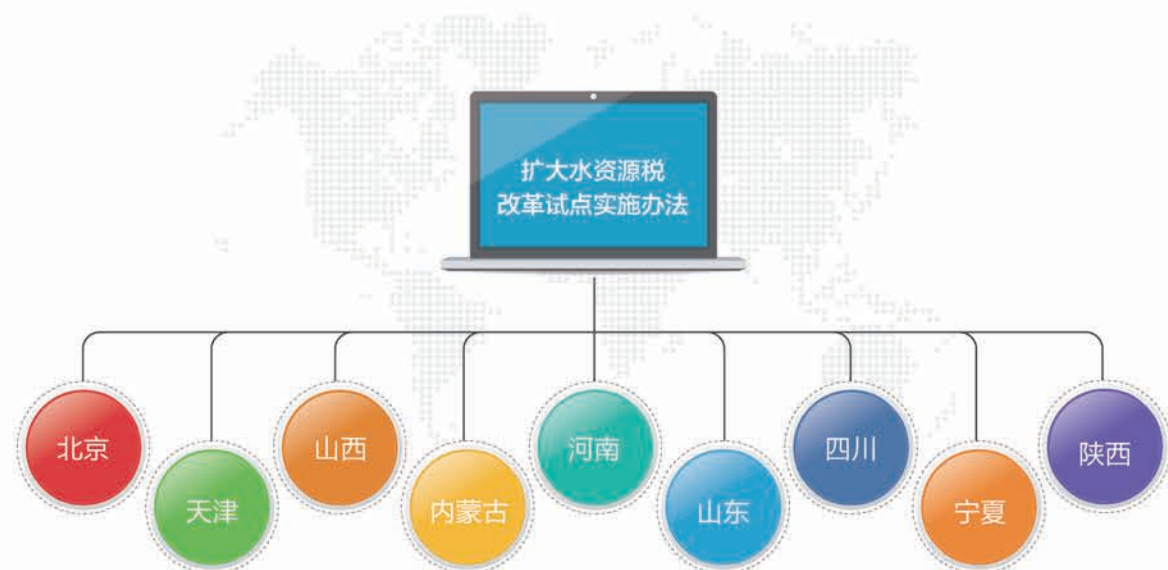 扩大水资源税
改革试点实施办法
北京
天津
山西
内蒙古
河南
山东
四川
宁夏
陕西